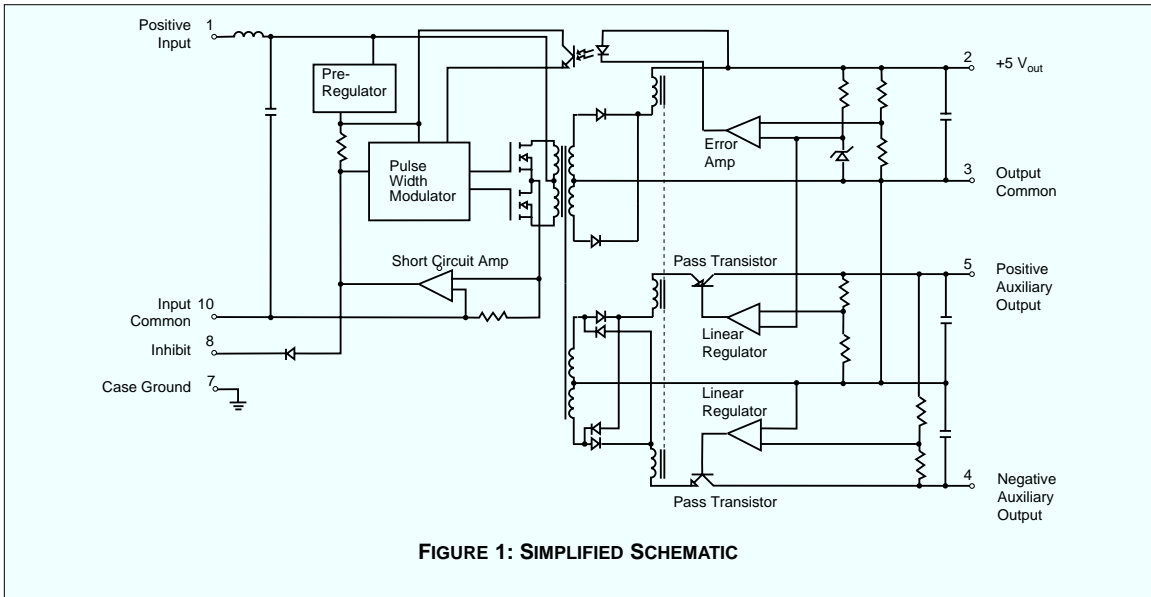 Positive 1
Input
Pre-
Regulator
2 +5 Vout
Error
Amp
Pulse
Width
Modulator
3 Output
Common
Short Circuit Amp
Pass Transistor
5 Positive
Auxiliary
Output
Input 10
Common
Linear
Regulator
8
Inhibit
Case Ground 7
Linear
Regulator
4 Negative
Auxiliary
Output
Pass Transistor
FIGURE 1: SIMPLIFIED SCHEMATIC